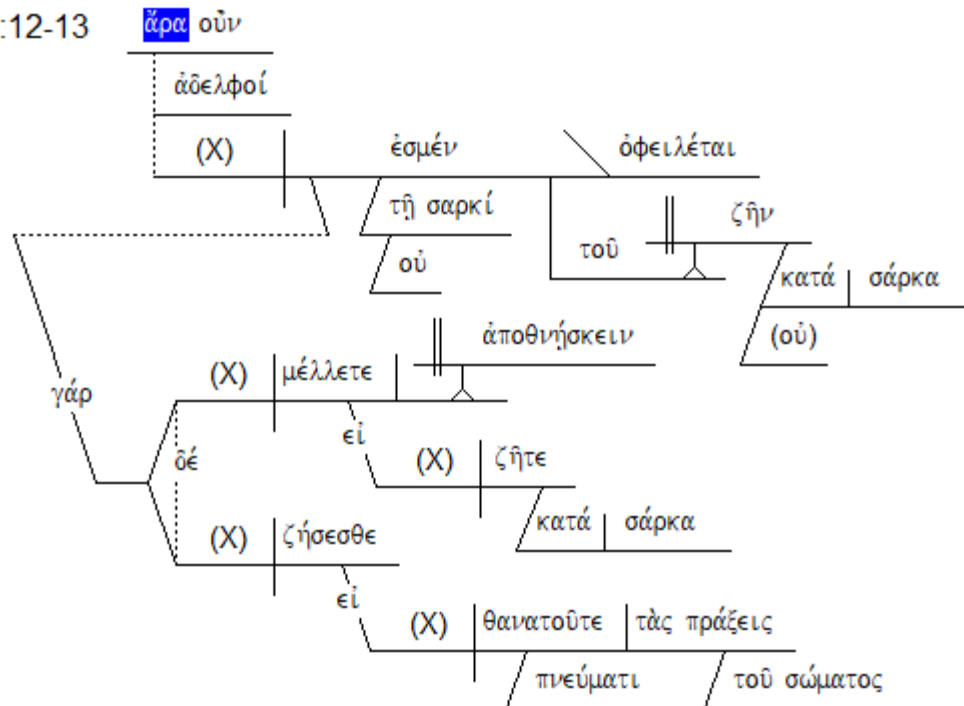 :12-13 ἄρα οὖν
ἀδελφοί
(X) ἐσμέν ὀφειλέται
τῇ σαρκί ζῆν
οὐ τοῦ κατά σάρκα
(οὐ)
ἀποθνῄσκειν
(X) μέλλετε
γάρ
εἰ
δέ (X) ζῆτε
κατά σάρκα
(X) ζήσεσθε
εἰ
(X) θανατοῦτε τὰς πράξεις
πνεύματι τοῦ σώματος